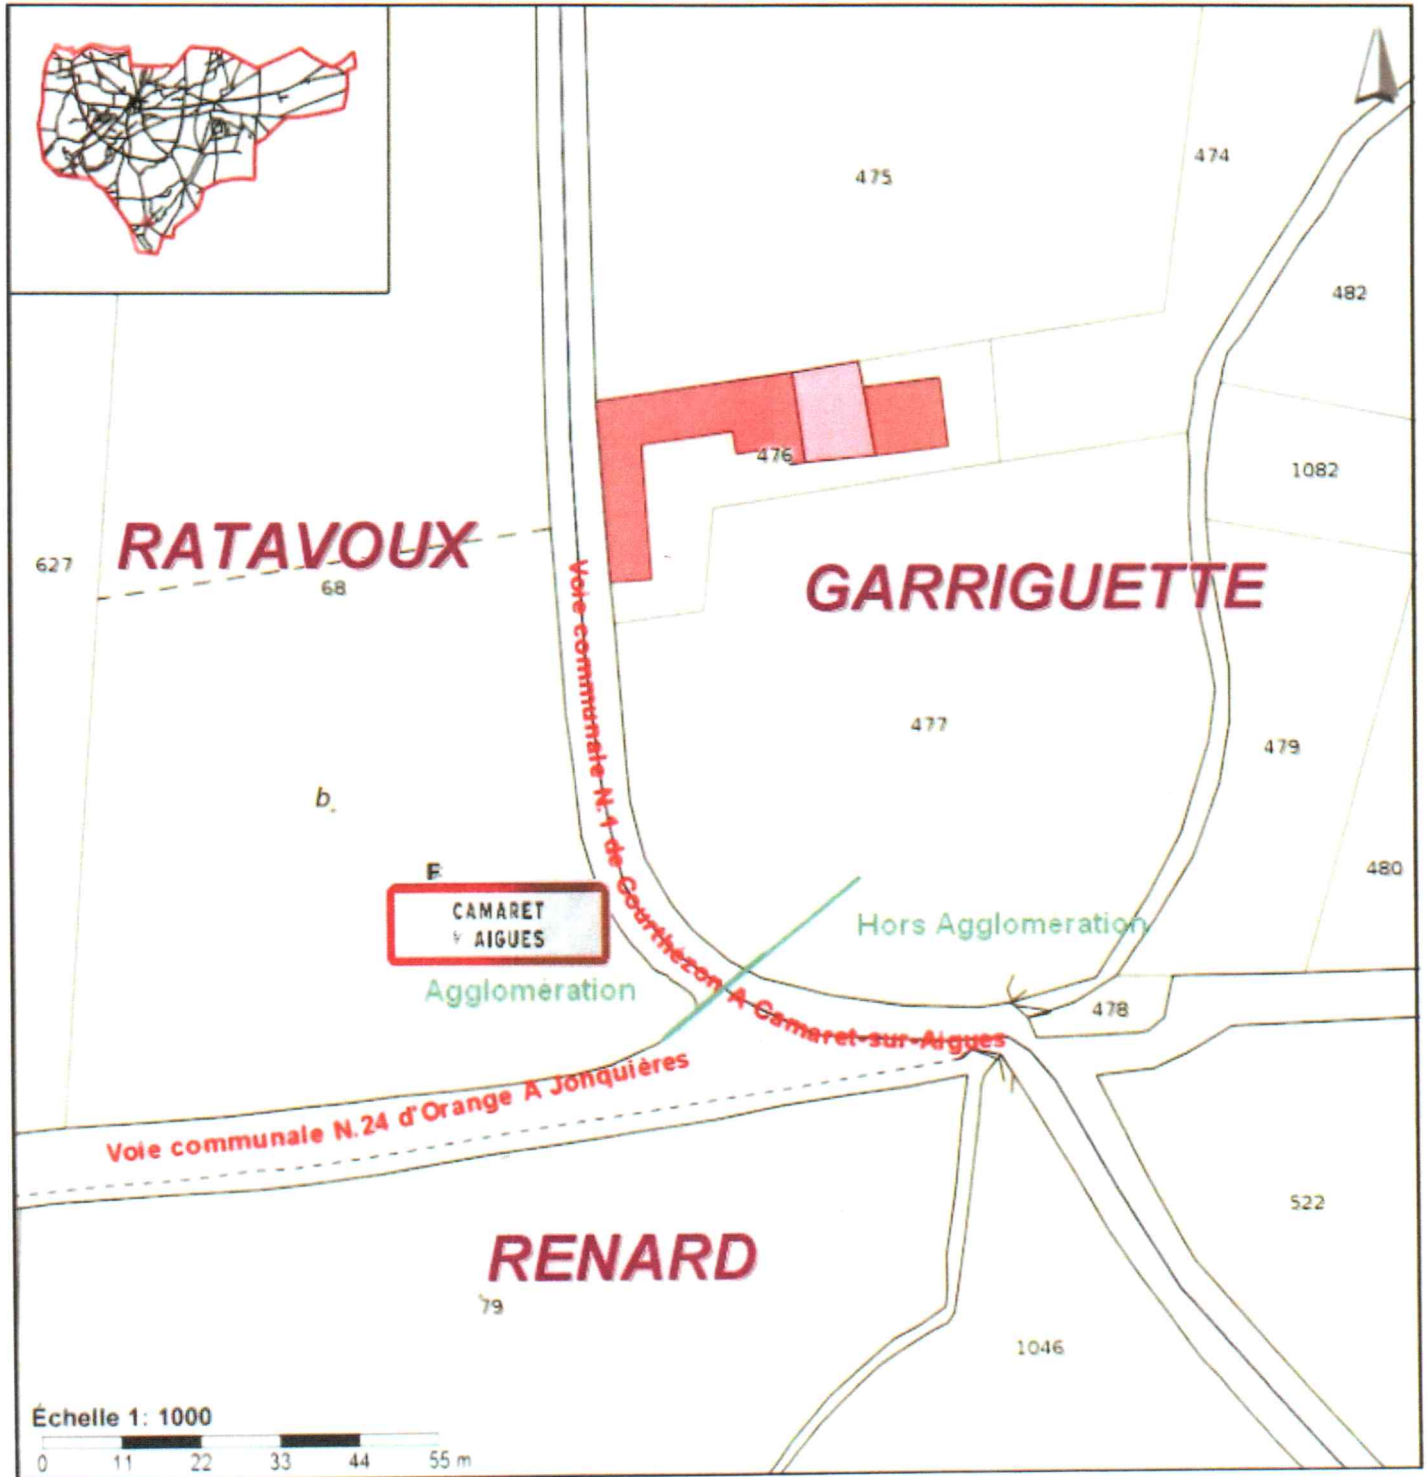 475
474
482
476
1082
RATAVOUX
627
68
GARRIGUETTE
Voie communale N.1 de Courthézon A Camaret-sur-Aigues
477
479
b
480
E
CAMARET
AIGUES
Hors Agglomeration
Agglomération
478
Voie communale N.24 d'Orange A Jonquières
522
RENARD
79
1046
Échelle 1: 1000
0 11 22 33 44 55 m